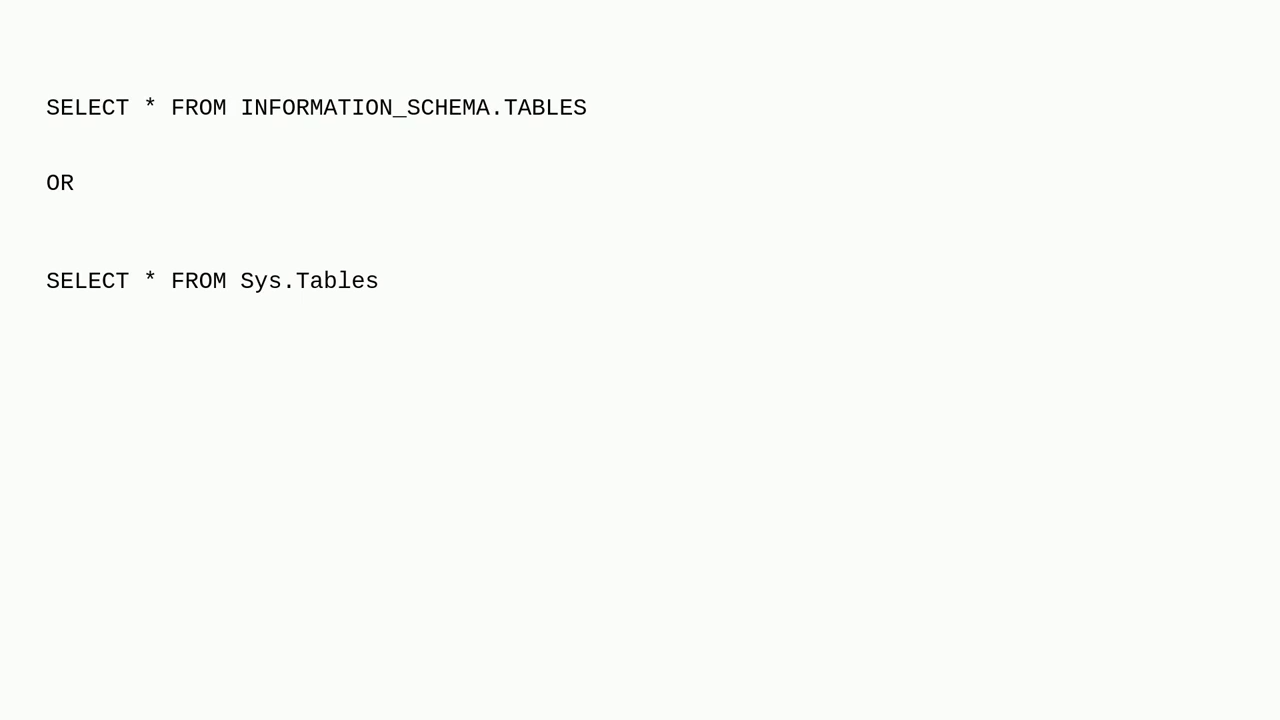 SELECT * FROM INFORMATION_SCHEMA.TABLES
OR
SELECT * FROM Sys.Tables